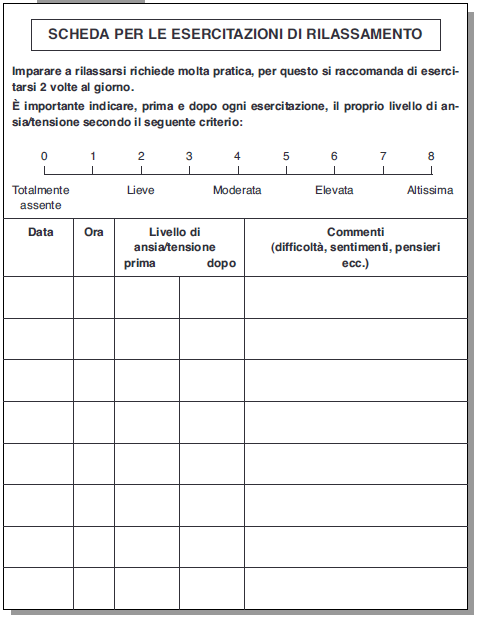 SCHEDA PER LE ESERCITAZIONI DI RILASSAMENTO
Imparare a rilassarsi richiede molta pratica, per questo si raccomanda di eserci-
tarsi 2 volte al giorno.
È importante indicare, prima e dopo ogni esercitazione, il proprio livello di an-
sia/tensione secondo il seguente criterio:
0 1 2 3 4 5 6 7 8
Totalmente Lieve Moderata Elevata Altissima
assente
Data Ora Livello di Commenti
ansia/tensione (difficoltà, sentimenti, pensieri
prima dopo ecc.)